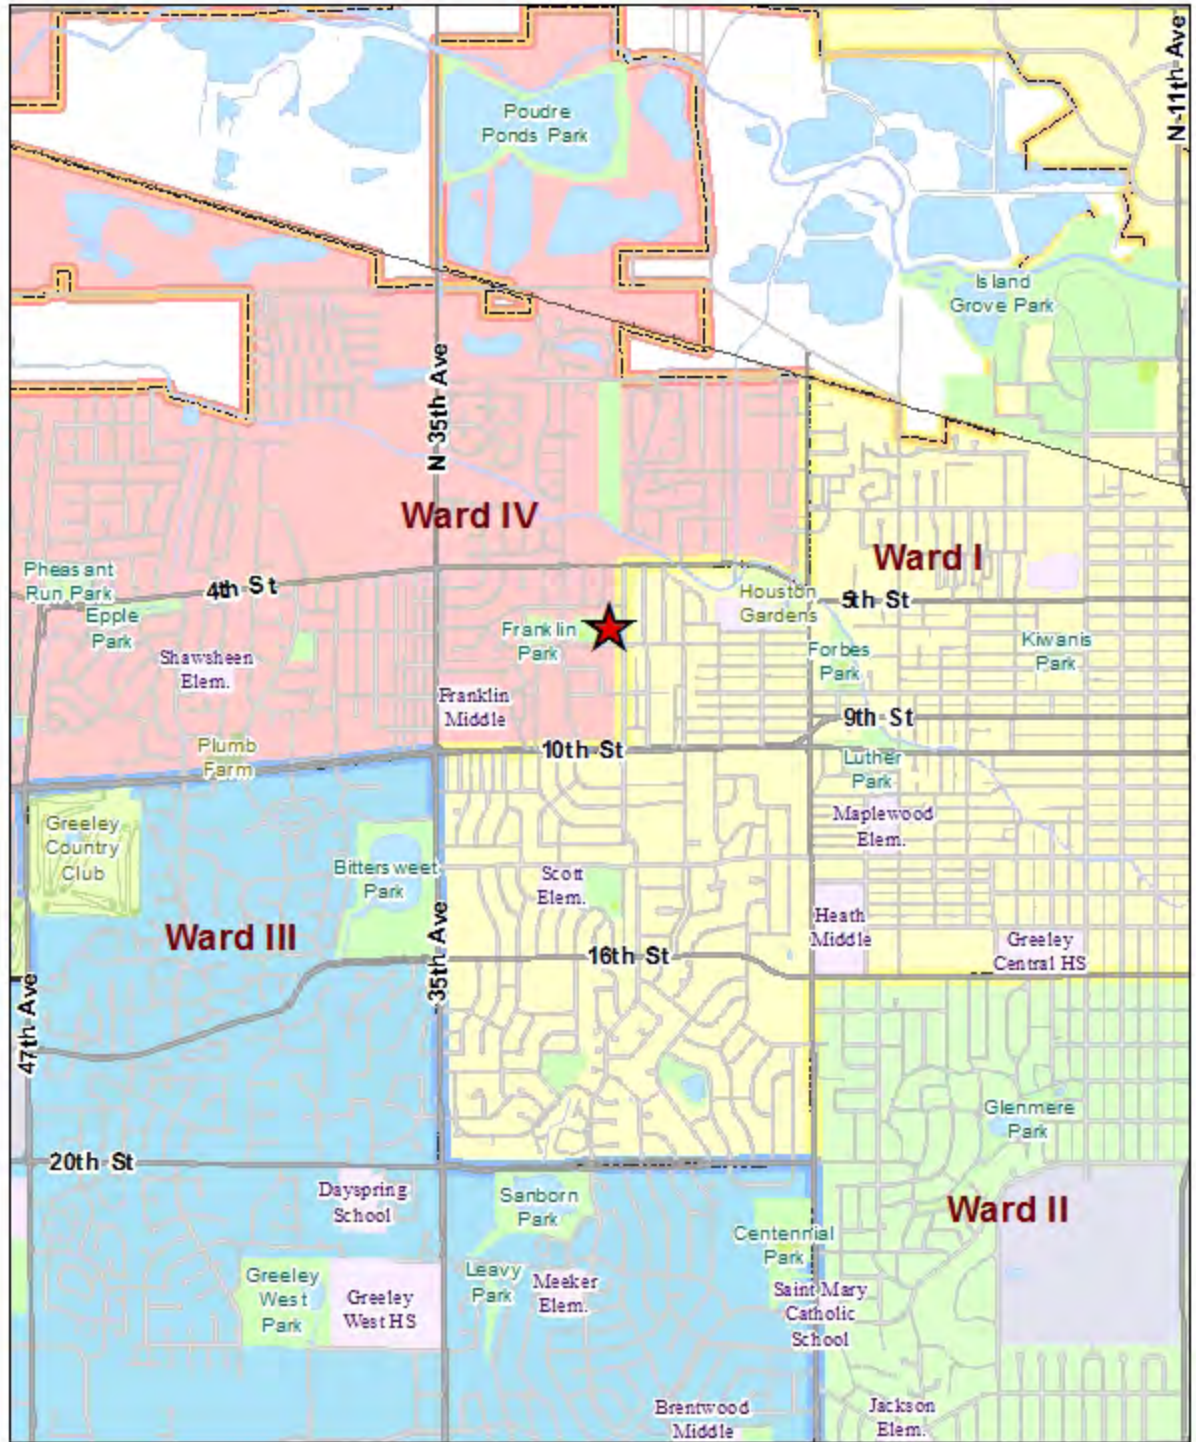 N-11th Ave
Poudre
Ponds Park
Island
Grove Park
N-35th Ave
Ward IV
Ward I
Pheasant
Run Park
4th St
Epple
Park
Houston
Gardens
5th St
Franklin
Park
Forbes
Park
Kiwanis
Park
Shawsheen
Elem.
Franklin
Middle
9th St
Plumb
Farm
10th St
Luther
Park
Greeley
Country
Club
Maplewood
Elem.
Bittersweet
Park
Scott
Elem.
Ward III
Heath
Middle
Greeley
Central HS
35th Ave
16th St
47th Ave
Glenmere
Park
20th St
Dayspring
School
Sanborn
Park
Ward II
Centennial
Park
Greeley
West
Park
Greeley
West HS
Leavy
Park
Meeker
Elem.
Saint Mary
Catholic
School
Brentwood
Middle
Jackson
Elem.